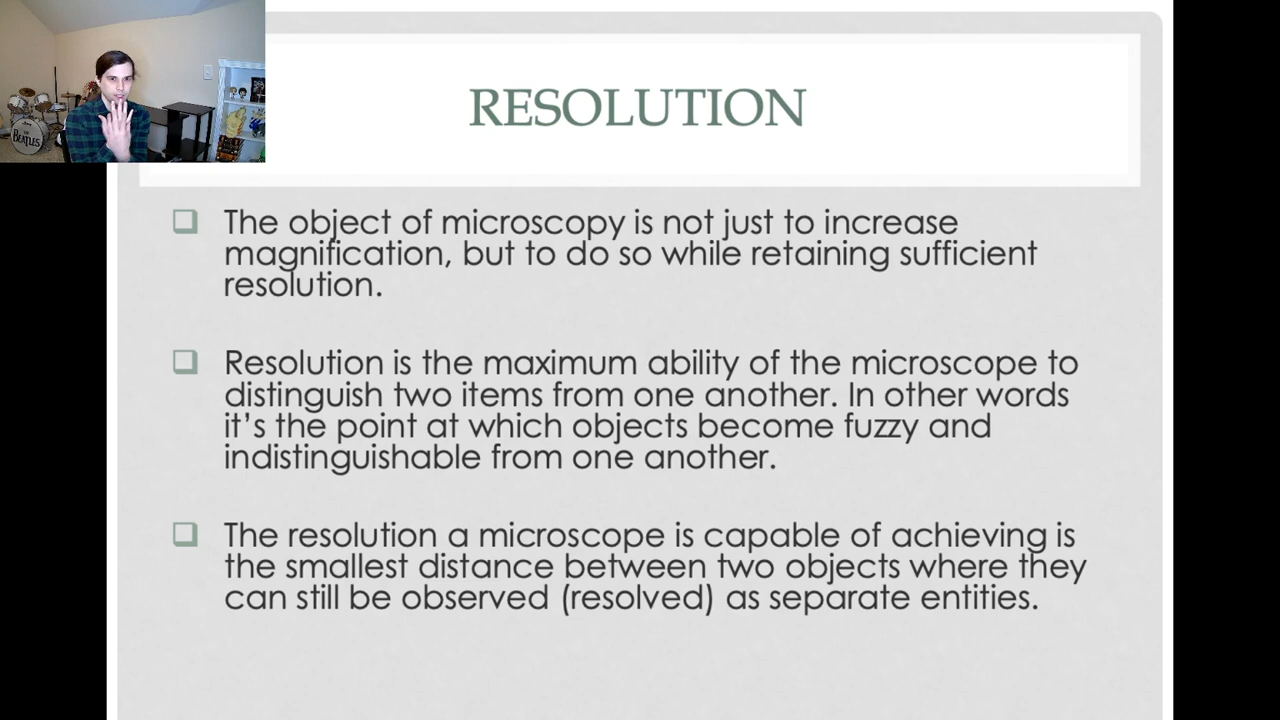 RESOLUTION
BEATLES
The object of microscopy is not just to increase
magnification, but to do so while retaining sufficient
resolution.
Resolution is the maximum ability of the microscope to
distinguish two items from one another. In other words
it's the point at which objects become fuzzy and
indistinguishable from one another.
The resolution a microscope is capable of achieving is
the smallest distance between two objects where they
can still be observed (resolved) as separate entities.